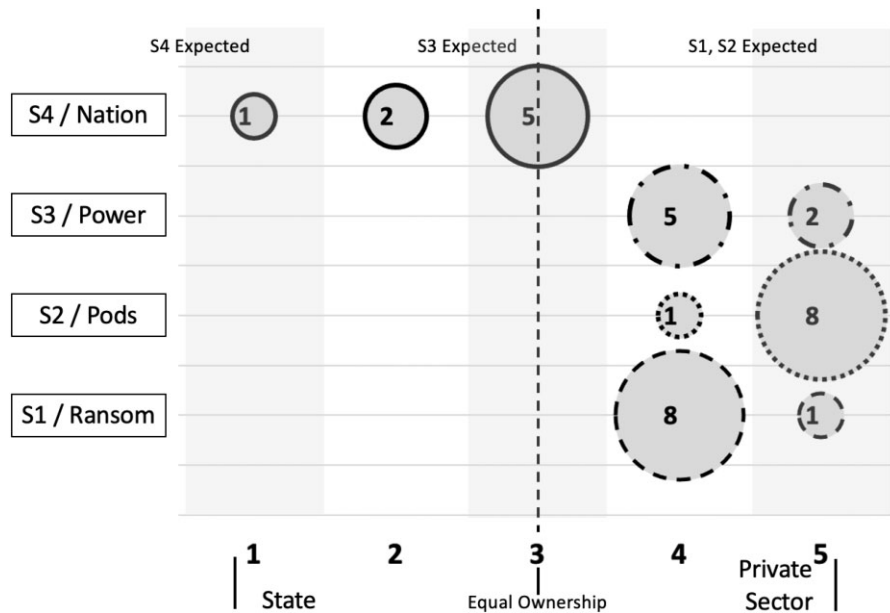 S4 Expected S3 Expected S1, S2 Expected
S4 / Nation 1 2 5
S3 / Power 5 2
S2 / Pods 1 8
S1 / Ransom 8 1
1 2 3 4 5
State Equal Ownership Private
Sector